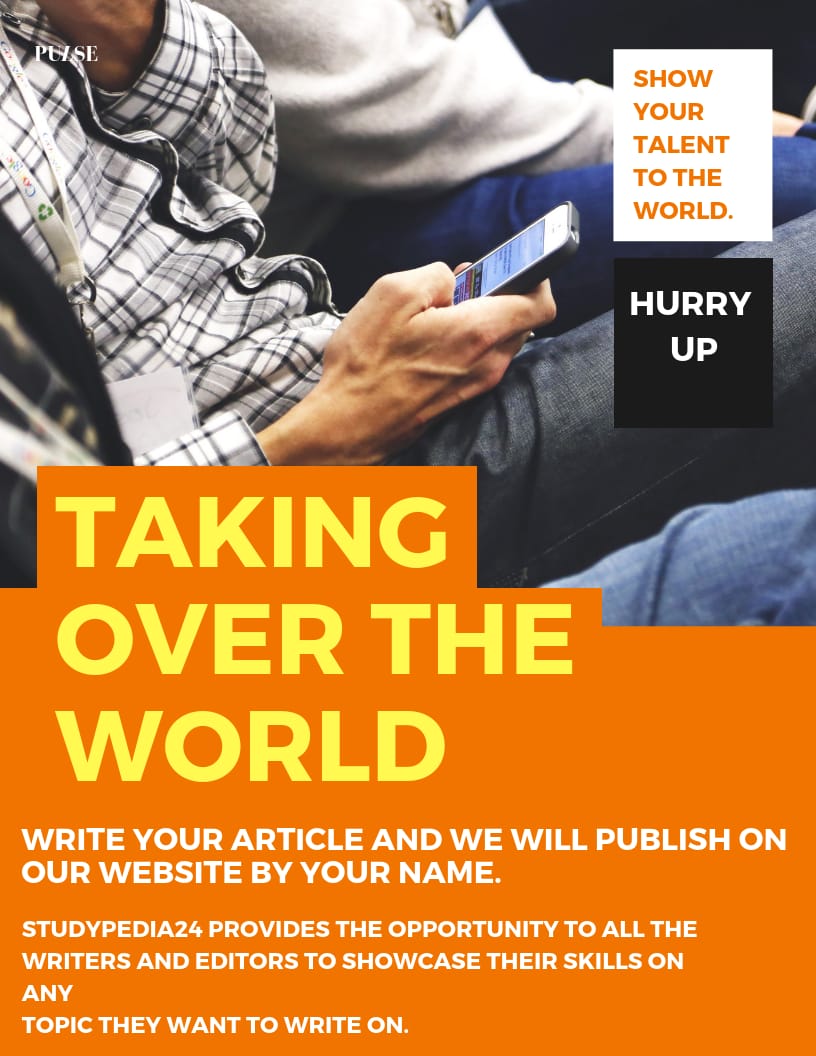 PULSE
SHOW
YOUR
TALENT
TO THE
WORLD.
HURRY
UP
Google
TAKING
OVER THE
WORLD
WRITE YOUR ARTICLE AND WE WILL PUBLISH ON
OUR WEBSITE BY YOUR NAME.
STUDYPEDIA24 PROVIDES THE OPPORTUNITY TO ALL THE
WRITERS AND EDITORS TO SHOWCASE THEIR SKILLS ON
ANY
TOPIC THEY WANT TO WRITE ON.